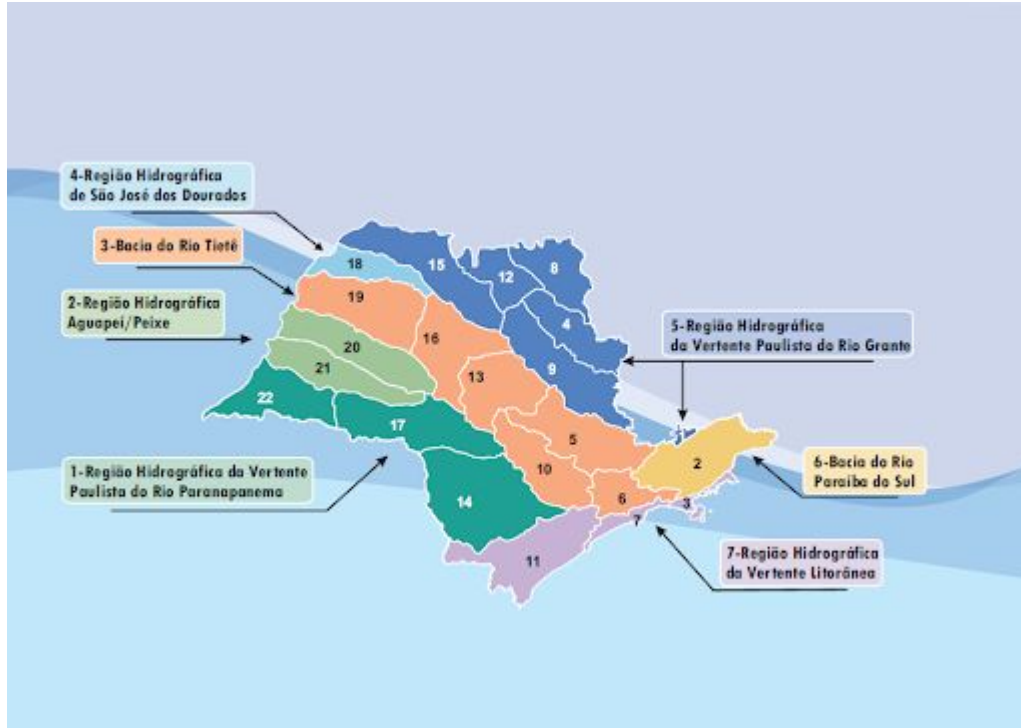 4-Região Hidrográfica
de São José dos Dourados
3-Bacia do Rio Tietê
2-Região Hidrográfica
Aguapeí/Peixe
1-Região Hidrográfica da Vertente
Paulista do Rio Paranapanema
5-Região Hidrográfica
da Vertente Paulista do Rio Grante
6-Bacia do Rio
Paraíba do Sul
7-Região Hidrográfica
da Vertente Litorânea
18
15
12
8
19
4
20
16
21
13
9
22
17
5
1
2
10
6
3
14
7
11